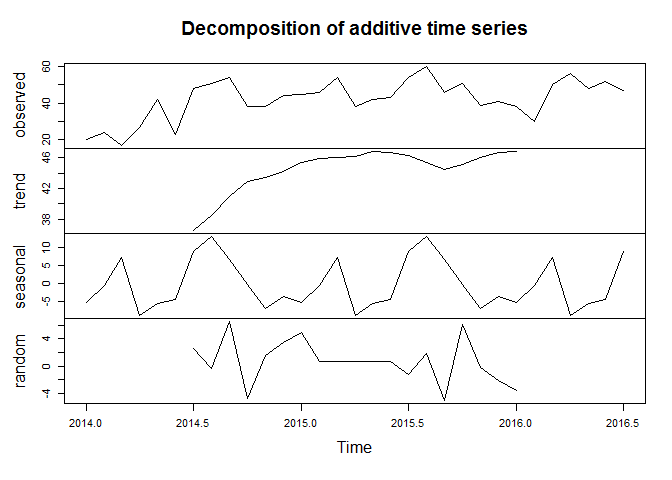 Decomposition of additive time series
observed
20 40 60
trend
38 42 46
seasonal
-5 0 5 10
random
-4 0 4
2014.0 2014.5 2015.0 2015.5 2016.0 2016.5
Time